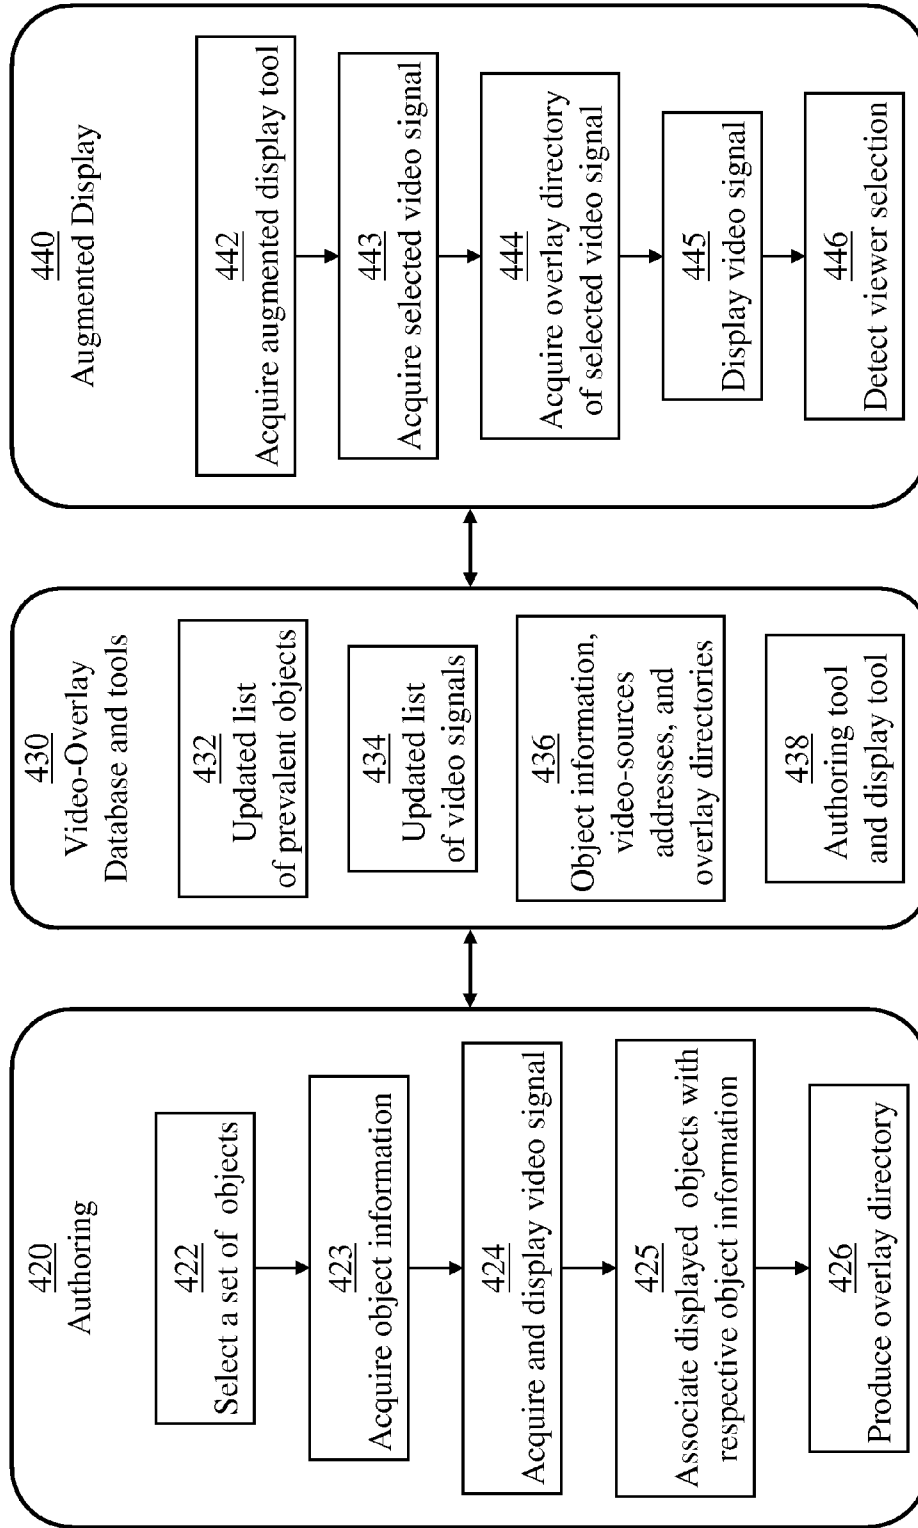 420
Authoring
422
Select a set of objects
423
Acquire object information
424
Acquire and display video signal
425
Associate displayed objects with
respective object information
426
Produce overlay directory
430
Video-Overlay
Database and tools
432
Updated list
of prevalent objects
434
Updated list
of video signals
436
Object information,
video-sources
addresses, and
overlay directories
438
Authoring tool
and display tool
440
Augmented Display
442
Acquire augmented display tool
443
Acquire selected video signal
444
Acquire overlay directory
of selected video signal
445
Display video signal
446
Detect viewer selection